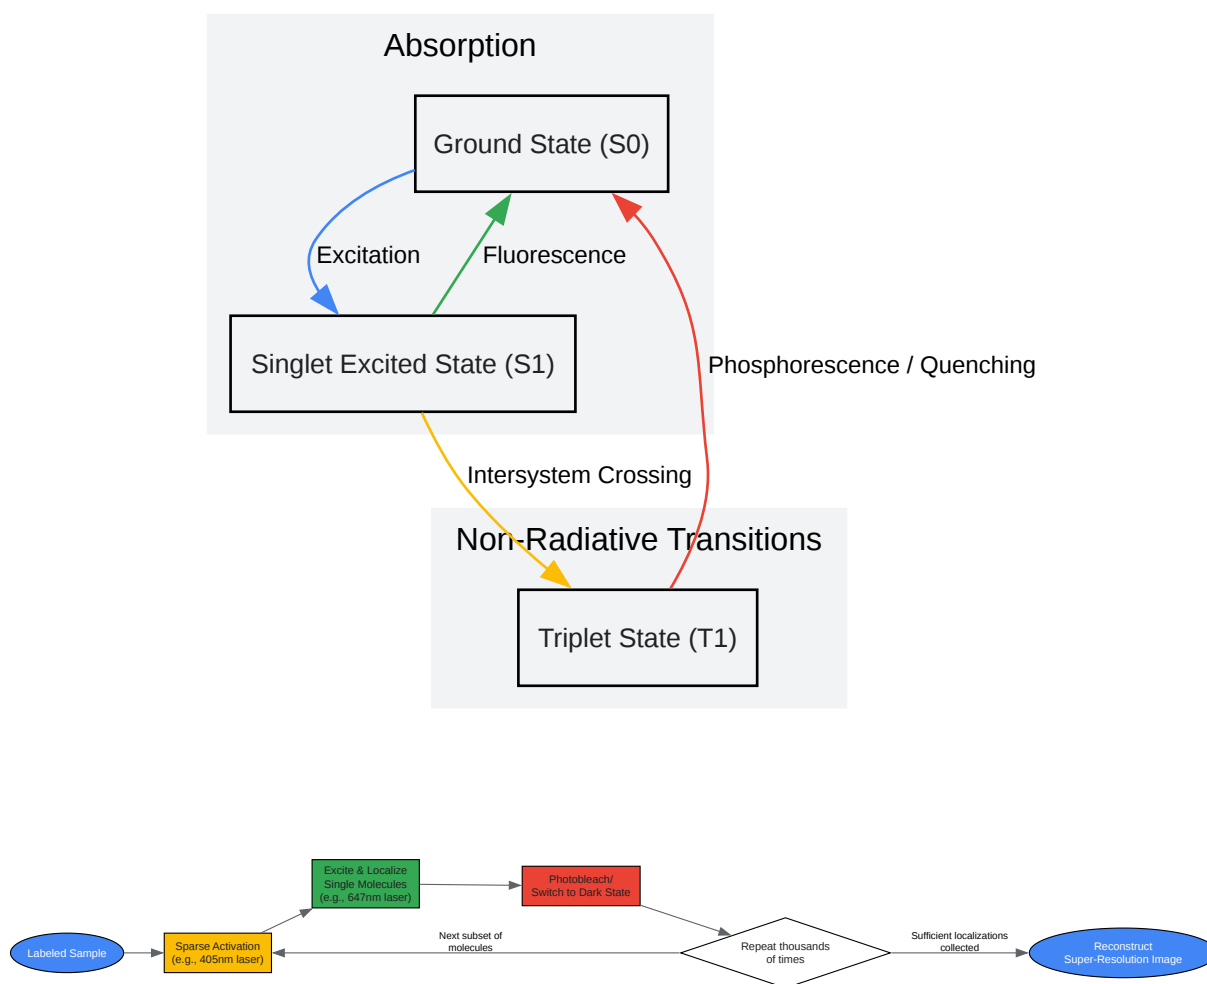 Absorption
Ground State (S0)
Excitation
Fluorescence
Singlet Excited State (S1)
Phosphorescence / Quenching
Intersystem Crossing
Non-Radiative Transitions
Triplet State (T1)
Labeled Sample
Sparse Activation
(e.g., 405nm laser)
Excite & Localize
Single Molecules
(e.g., 647nm laser)
Photobleach/
Switch to Dark State
Next subset of
molecules
Repeat thousands
of times
Sufficient localizations
collected
Reconstruct
Super-Resolution Image